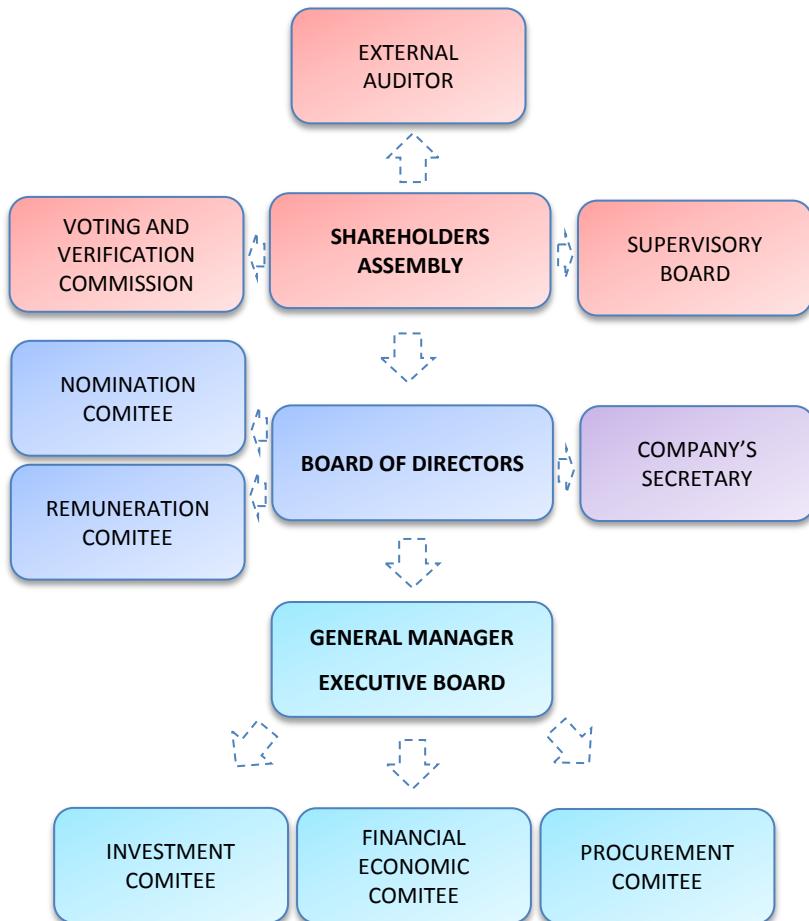 EXTERNAL
AUDITOR
VOTING AND
VERIFICATION
COMMISSION
SHAREHOLDERS
ASSEMBLY
SUPERVISORY
BOARD
NOMINATION
COMITEE
REMUNERATION
COMITEE
BOARD OF DIRECTORS
COMPANY’S
SECRETARY
GENERAL MANAGER
EXECUTIVE BOARD
INVESTMENT
COMITEE
FINANCIAL
ECONOMIC
COMITEE
PROCUREMENT
COMITEE